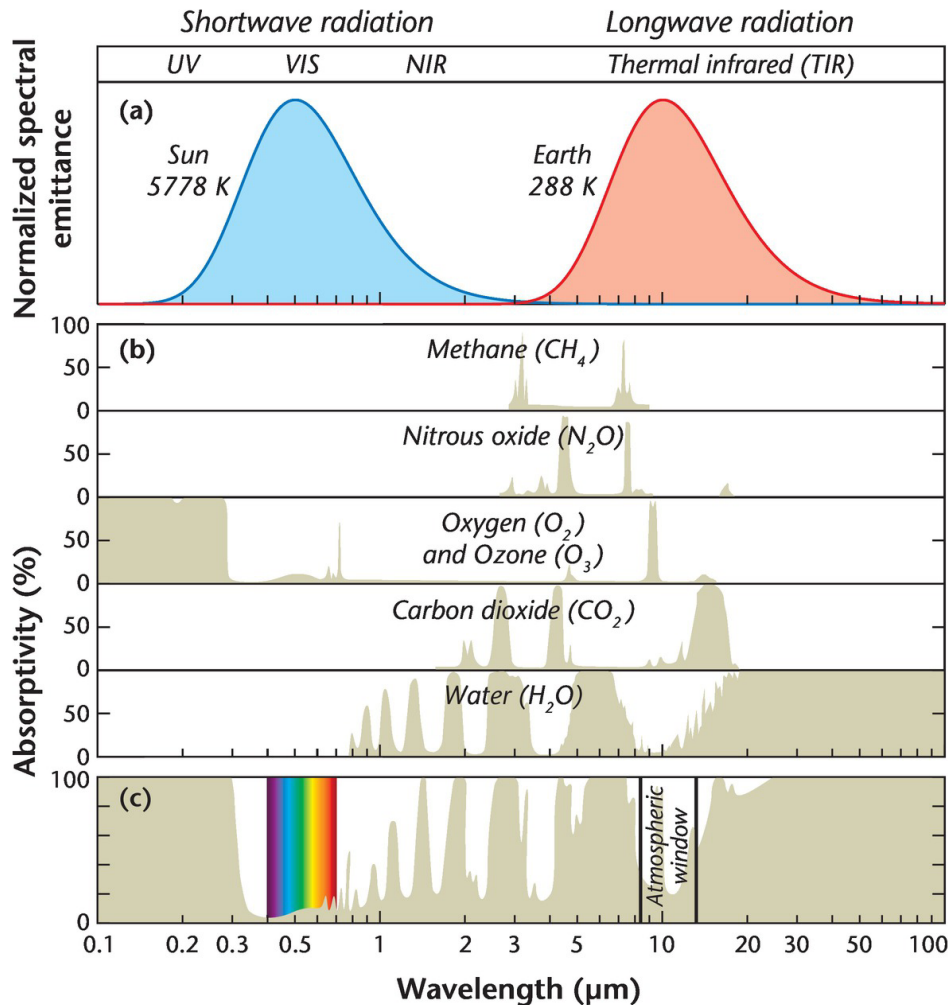 Shortwave radiation
Longwave radiation
UV
VIS
NIR
Thermal infrared (TIR)
Normalized spectral
emittance
(a)
Sun
5778 K
Earth
288 K
Absorptivity (%)
(b)
100
50
0
Methane (CH₄)
50
0
Nitrous oxide (N₂O)
50
0
Oxygen (O₂)
and Ozone (O₃)
50
0
Carbon dioxide (CO₂)
50
0
Water (H₂O)
(c)
100
0
Atmospheric
window
0.1 0.2 0.3 0.5 1 2 3 5 10 20 30 50 100
Wavelength (µm)